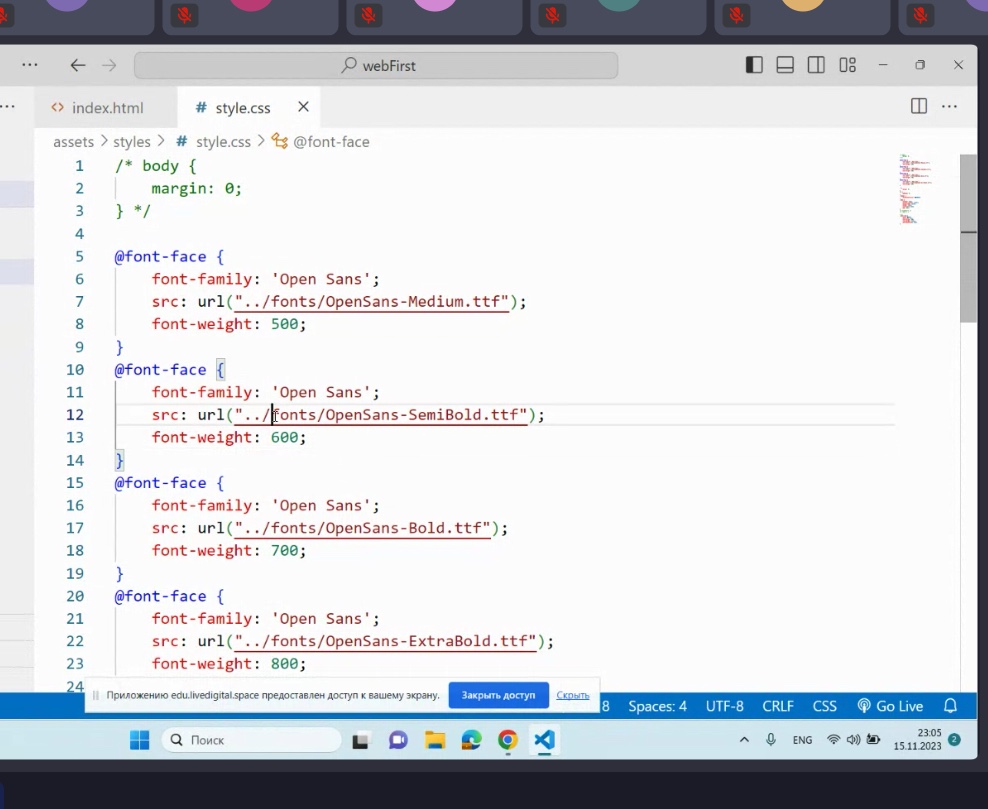 webFirst
index.html
# style.css
assets > styles > # style.css > @font-face
1 /* body {
2 margin: 0;
3 } */
4
5 @font-face {
6 font-family: 'Open Sans';
7 src: url("../fonts/OpenSans-Medium.ttf");
8 font-weight: 500;
9 }
10 @font-face {
11 font-family: 'Open Sans';
12 src: url("../fonts/OpenSans-SemiBold.ttf");
13 font-weight: 600;
14 }
15 @font-face {
16 font-family: 'Open Sans';
17 src: url("../fonts/OpenSans-Bold.ttf");
18 font-weight: 700;
19 }
20 @font-face {
21 font-family: 'Open Sans';
22 src: url("../fonts/OpenSans-ExtraBold.ttf");
23 font-weight: 800;
24
Приложению edu.livedigital.space предоставлен доступ к вашему экрану. Закрыть доступ Скрыть
8 Spaces: 4 UTF-8 CRLF CSS Go Live
Поиск
ENG
23:05
15.11.2023
2